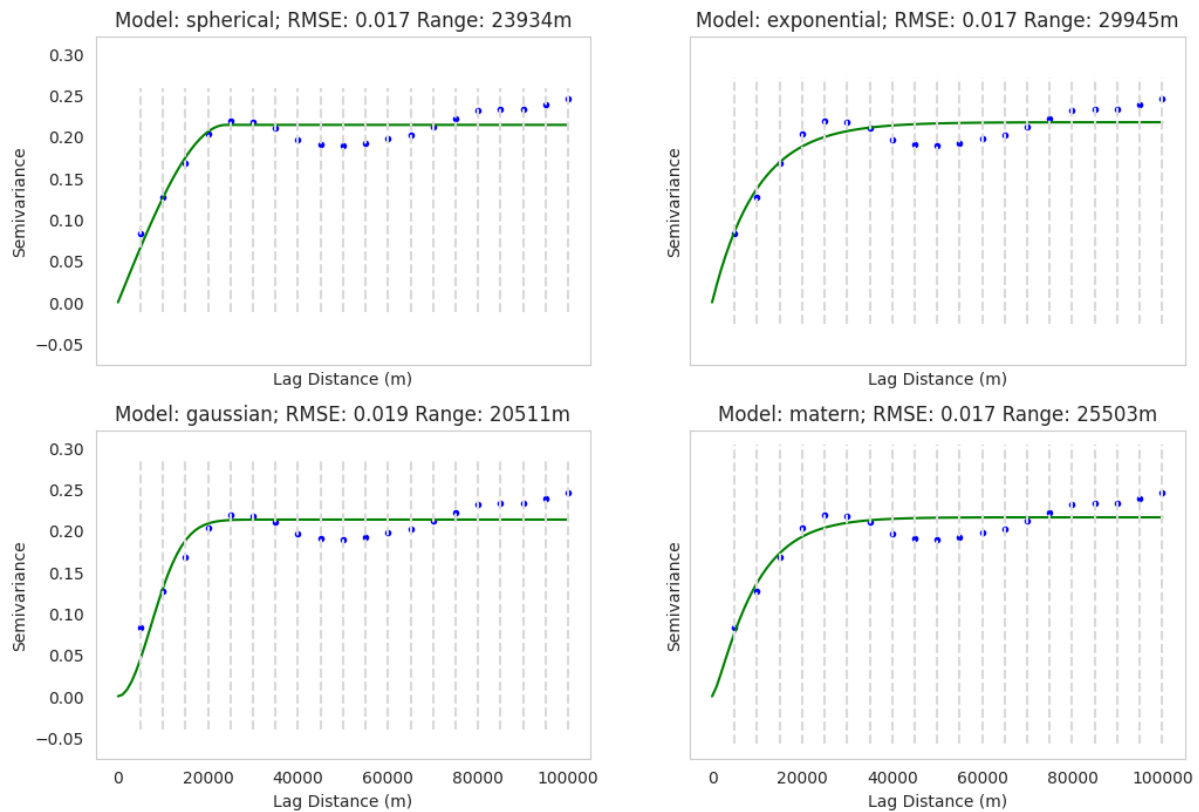 Model: spherical; RMSE: 0.017 Range: 23934m
0.30
0.25
0.20
0.15
0.10
0.05
0.00
−0.05
Semivariance
Lag Distance (m)
Model: exponential; RMSE: 0.017 Range: 29945m
Semivariance
Lag Distance (m)
Model: gaussian; RMSE: 0.019 Range: 20511m
0.30
0.25
0.20
0.15
0.10
0.05
0.00
−0.05
Semivariance
0 20000 40000 60000 80000 100000
Lag Distance (m)
Model: matern; RMSE: 0.017 Range: 25503m
Semivariance
0 20000 40000 60000 80000 100000
Lag Distance (m)